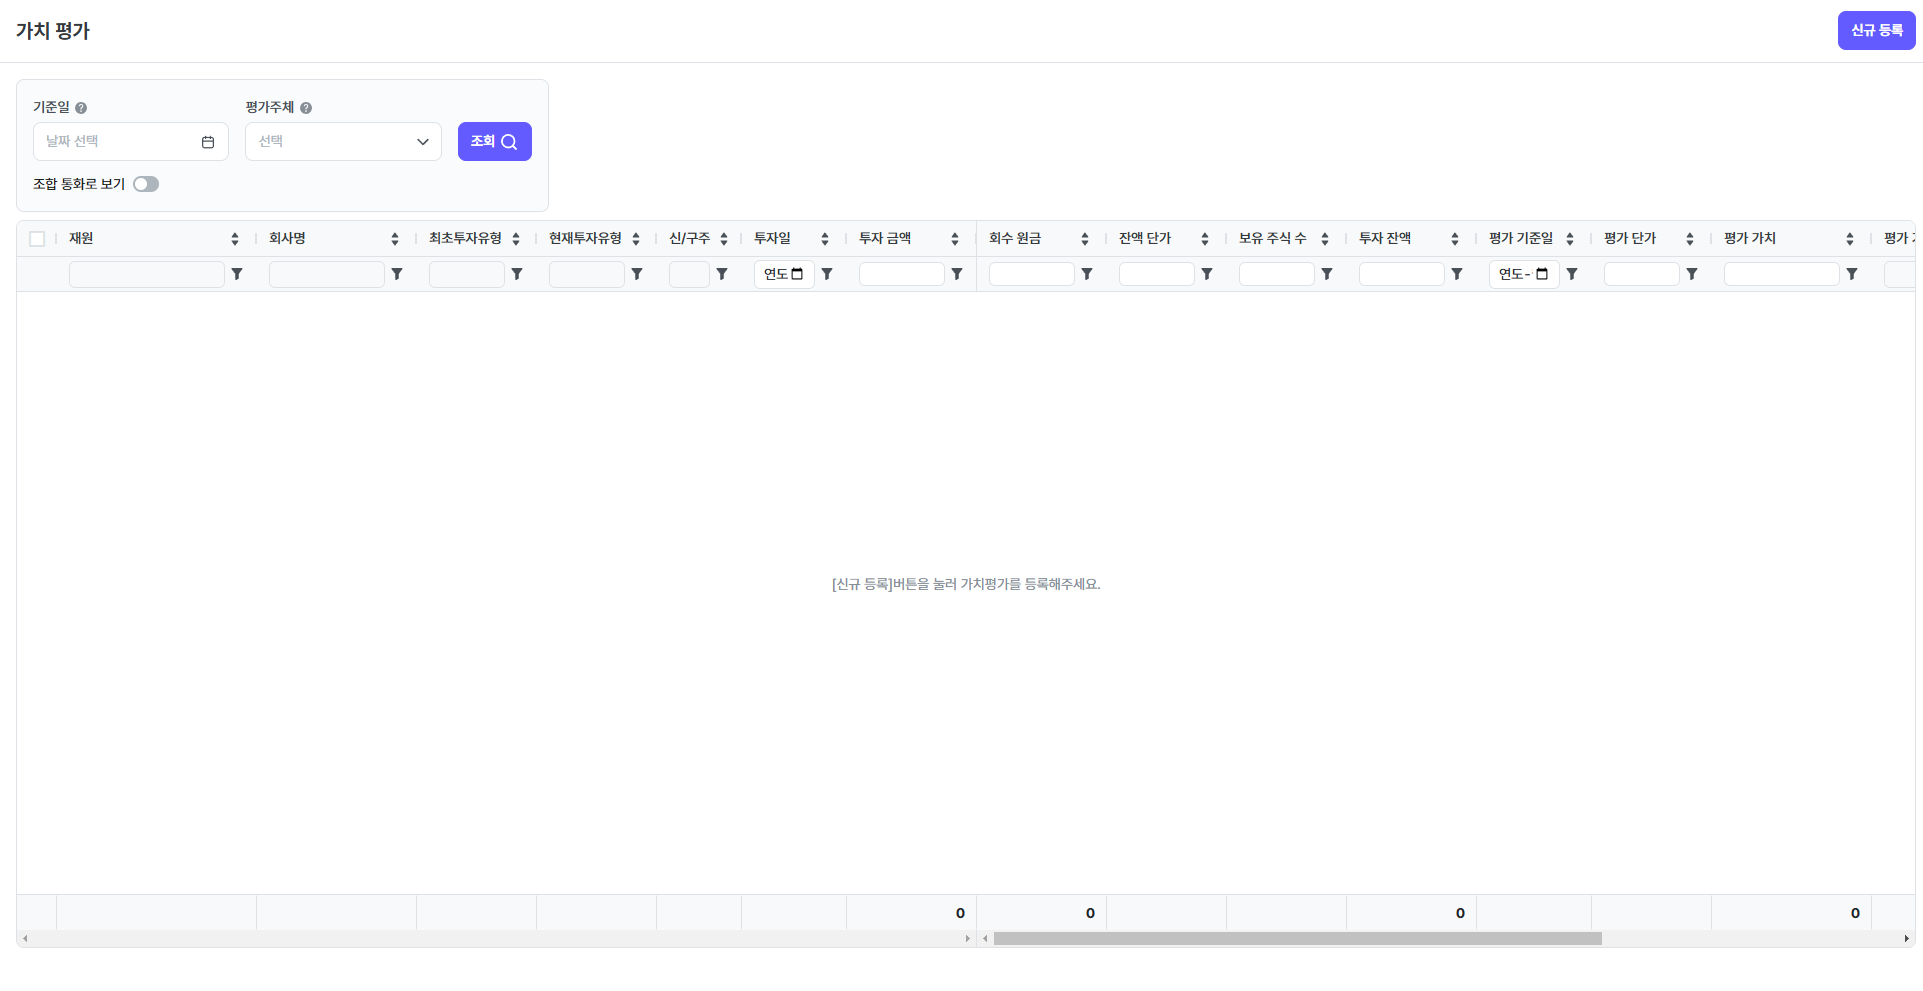 가치 평가
신규 등록
기준일
평가주체
날짜 선택
선택
조회
조합 통화로 보기
재원 회사명 최초투자유형 현재투자유형 신/구주 투자일 투자 금액 회수 원금 잔액 단가 보유 주식 수 투자 잔액 평가 기준일 평가 단가 평가 가치 평가
연도 연도-
[신규 등록]버튼을 눌러 가치평가를 등록해주세요.
0 0 0 0